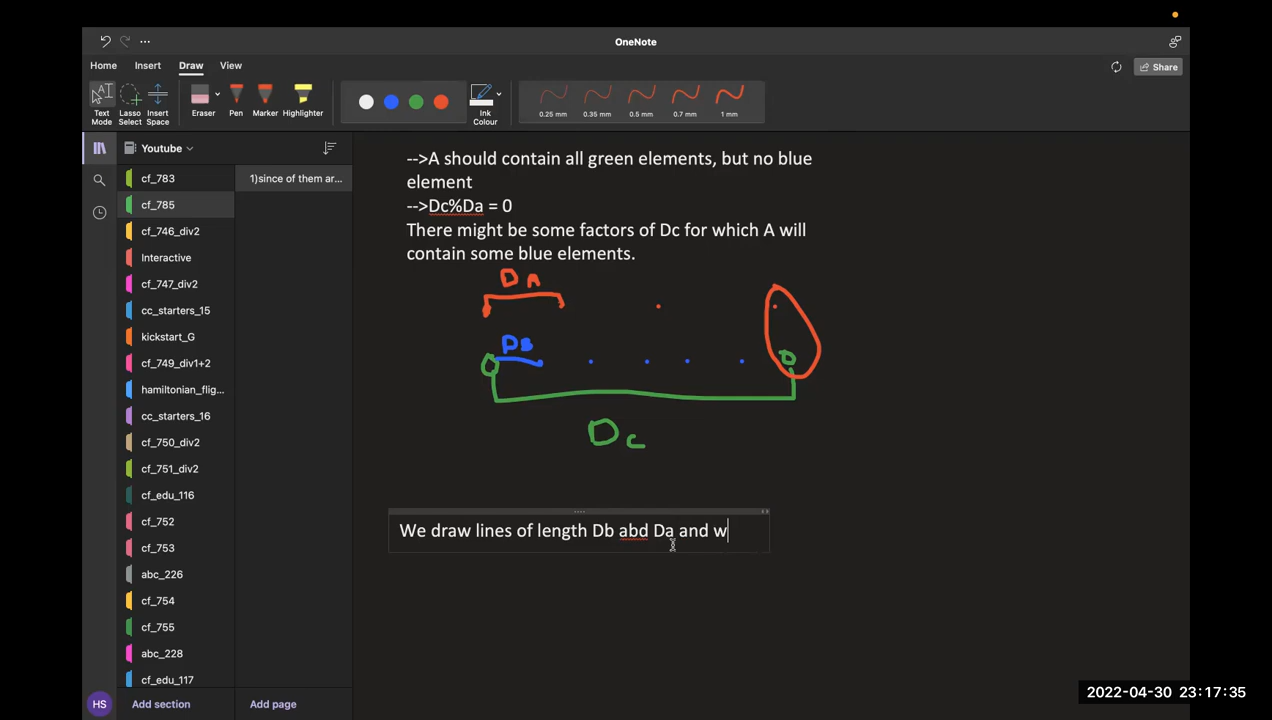 OneNote
Home Insert Draw View
Share
Text Mode
Lasso Select
Insert Space
Eraser
Pen
Marker
Highlighter
Ink Colour
0.25 mm
0.35 mm
0.5 mm
0.7 mm
1 mm
Youtube
cf_783
cf_785
cf_746_div2
Interactive
cf_747_div2
cc_starters_15
kickstart_G
cf_749_div1+2
hamiltonian_flig...
cc_starters_16
cf_750_div2
cf_751_div2
cf_edu_116
cf_752
cf_753
abc_226
cf_754
cf_755
abc_228
cf_edu_117
HS
Add section
1)since of them ar...
Add page
-->A should contain all green elements, but no blue
element
-->Dc%Da = 0
There might be some factors of Dc for which A will
contain some blue elements.
DA
DB
Dc
We draw lines of length Db abd Da and w
2022-04-30 23:17:35